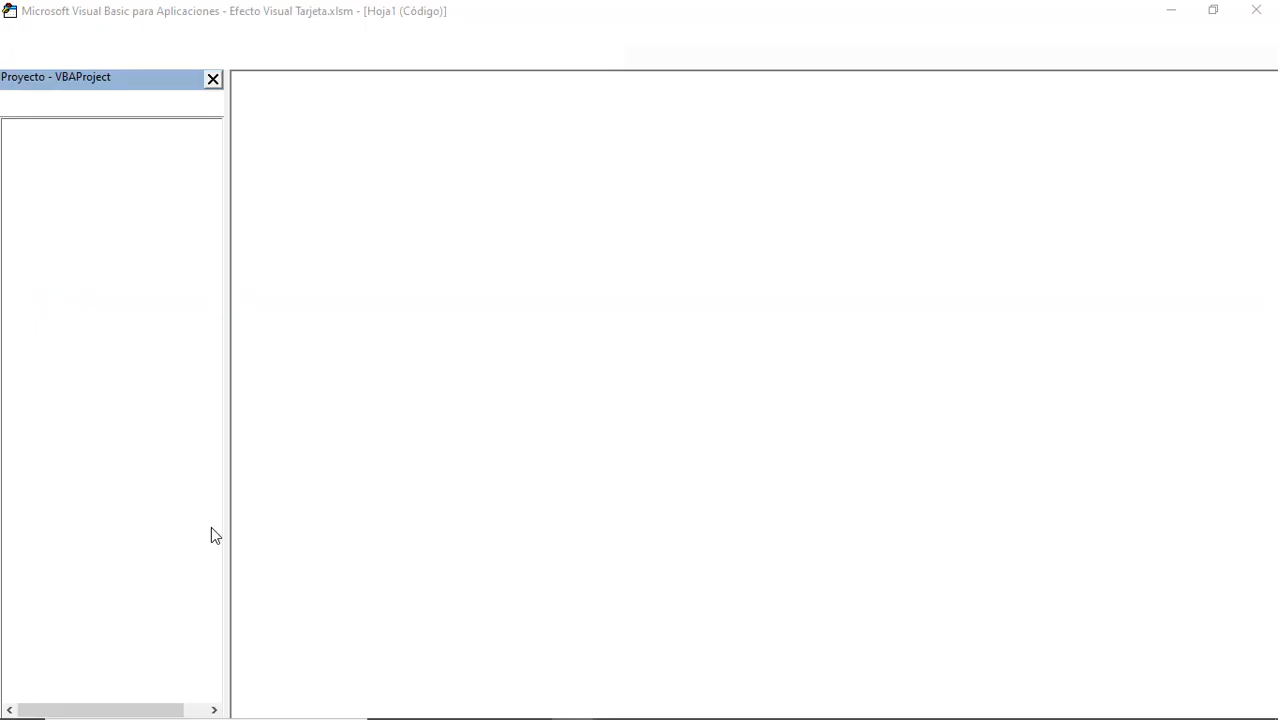 Microsoft Visual Basic para Aplicaciones - Efecto Visual Tarjeta.xlsm - [Hoja1 (Código)]
Proyecto - VBAProject